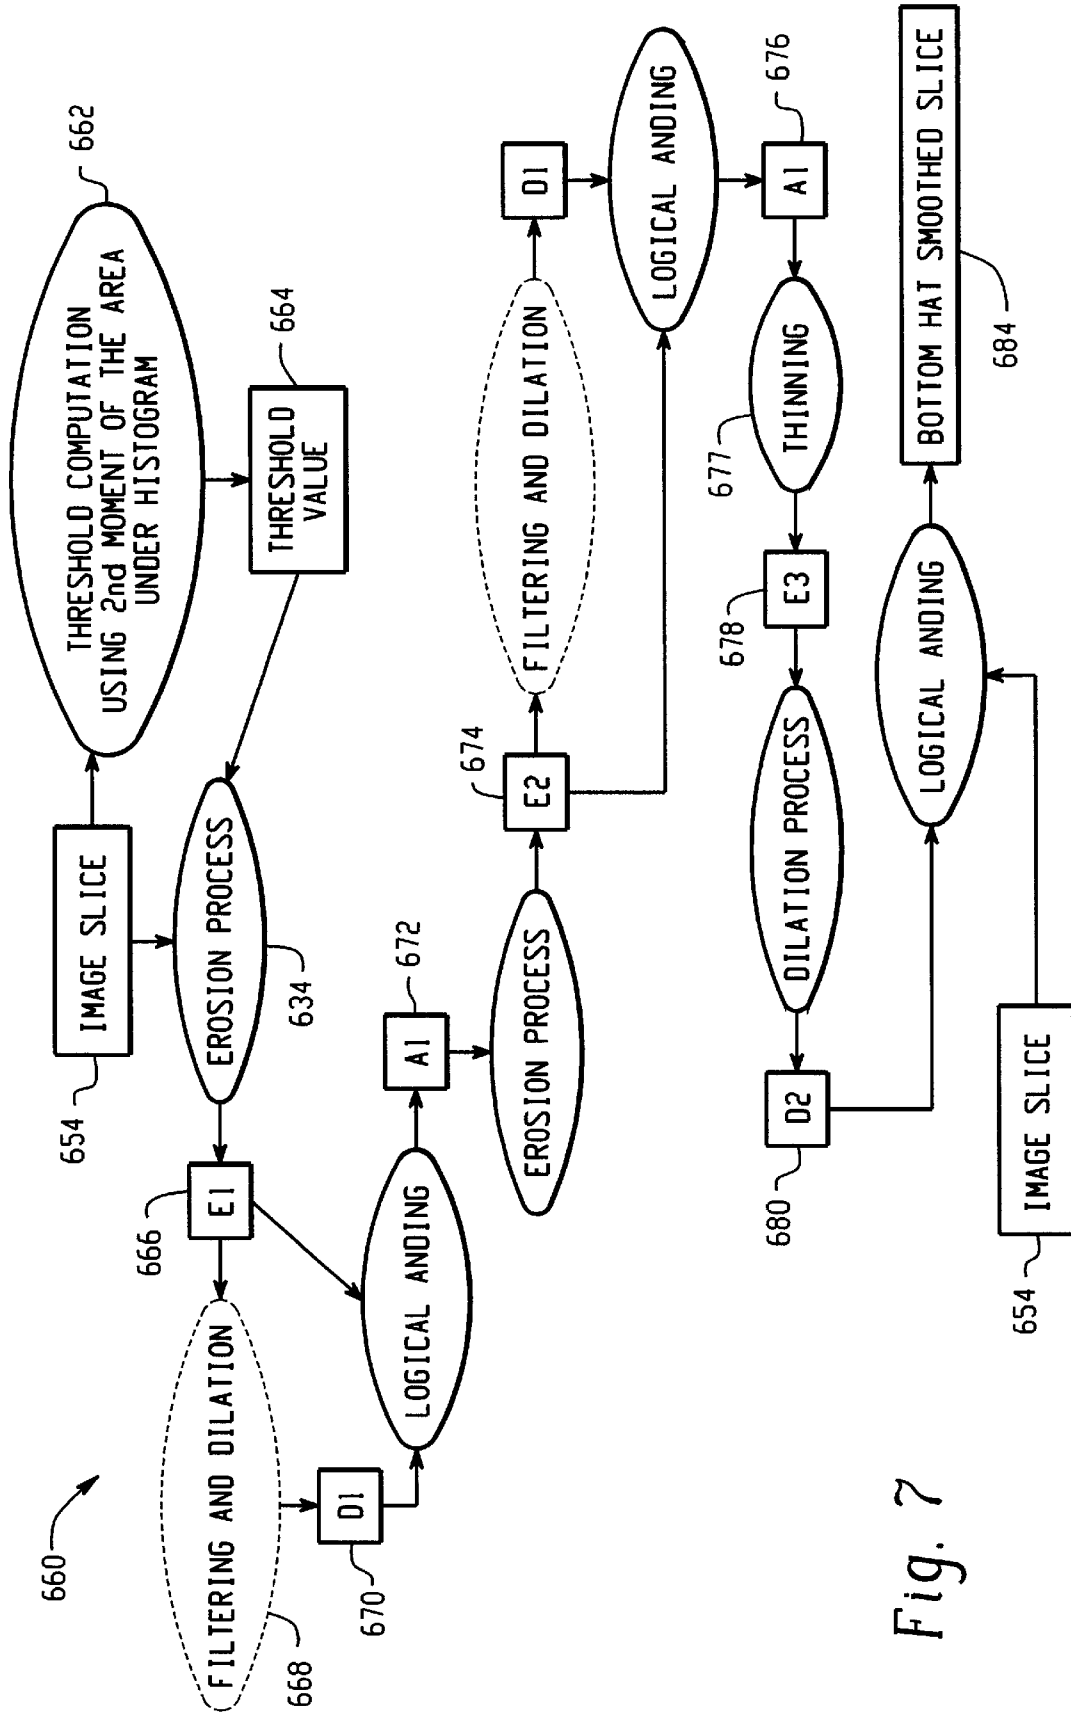 660
IMAGE SLICE
654
THRESHOLD COMPUTATION
USING 2nd MOMENT OF THE AREA
UNDER HISTOGRAM
662
THRESHOLD
VALUE
664
EROSION PROCESS
634
E1
666
FILTERING AND DILATION
668
D1
670
LOGICAL ANDING
A1
672
EROSION PROCESS
E2
674
FILTERING AND DILATION
D1
LOGICAL ANDING
A1
676
THINNING
677
E3
678
DILATION PROCESS
D2
680
LOGICAL ANDING
IMAGE SLICE
654
BOTTOM HAT SMOOTHED SLICE
684
Fig. 7